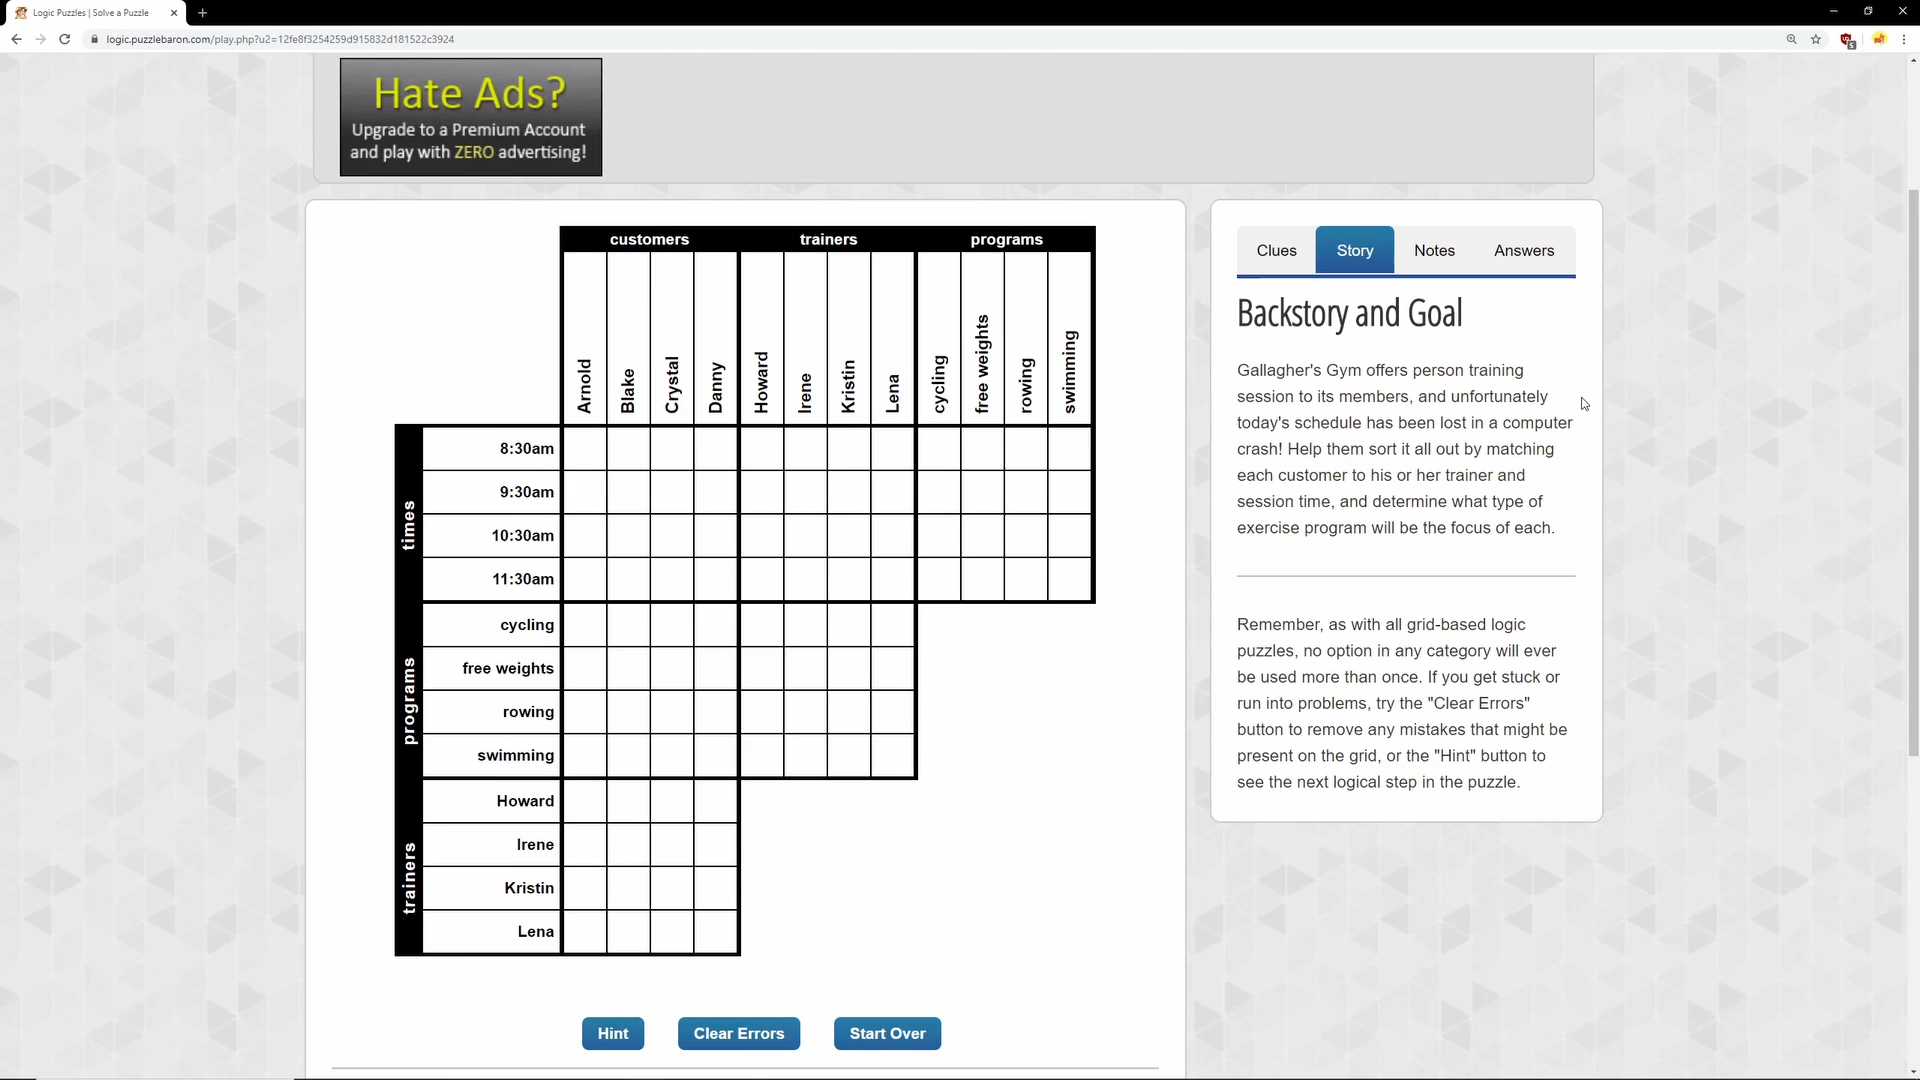 Logic Puzzles | Solve a Puzzle
logic.puzzlebaron.com/play.php?u2=12fe8f3254259d915832d181522c3924
5
Hate Ads?
Upgrade to a Premium Account
and play with ZERO advertising!
customers trainers programs
Arnold Blake Crystal Danny Howard Irene Kristin Lena cycling free weights rowing swimming
times
8:30am
9:30am
10:30am
11:30am
programs
cycling
free weights
rowing
swimming
trainers
Howard
Irene
Kristin
Lena
Hint Clear Errors Start Over
Clues Story Notes Answers
Backstory and Goal
Gallagher's Gym offers person training
session to its members, and unfortunately
today's schedule has been lost in a computer
crash! Help them sort it all out by matching
each customer to his or her trainer and
session time, and determine what type of
exercise program will be the focus of each.
Remember, as with all grid-based logic
puzzles, no option in any category will ever
be used more than once. If you get stuck or
run into problems, try the "Clear Errors"
button to remove any mistakes that might be
present on the grid, or the "Hint" button to
see the next logical step in the puzzle.